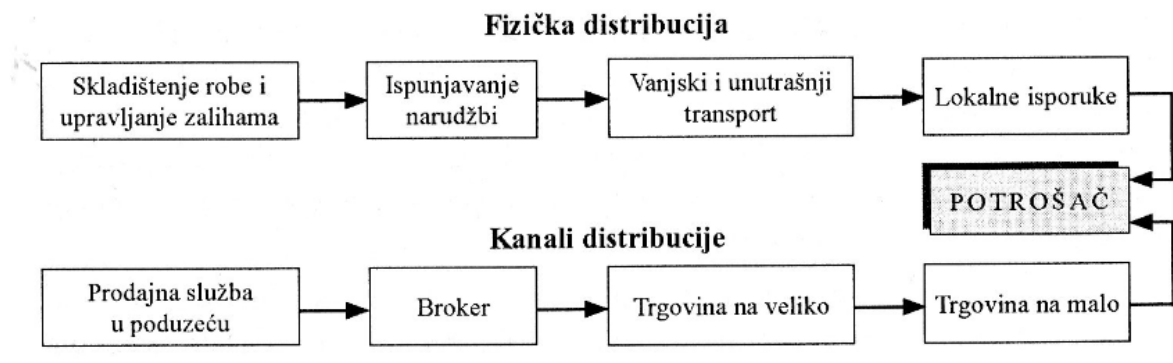 Fizička distribucija
Skladištenje robe i
upravljanje zalihama
Ispunjavanje
narudžbi
Vanjski i unutrašnji
transport
Lokalne isporuke
POTROŠAČ
Kanali distribucije
Prodajna služba
u poduzeću
Broker
Trgovina na veliko
Trgovina na malo